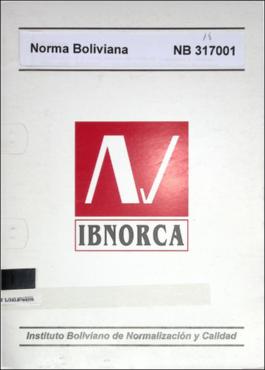 Norma Boliviana NB 317001
IBNORCA
Instituto Boliviano de Normalización y Calidad